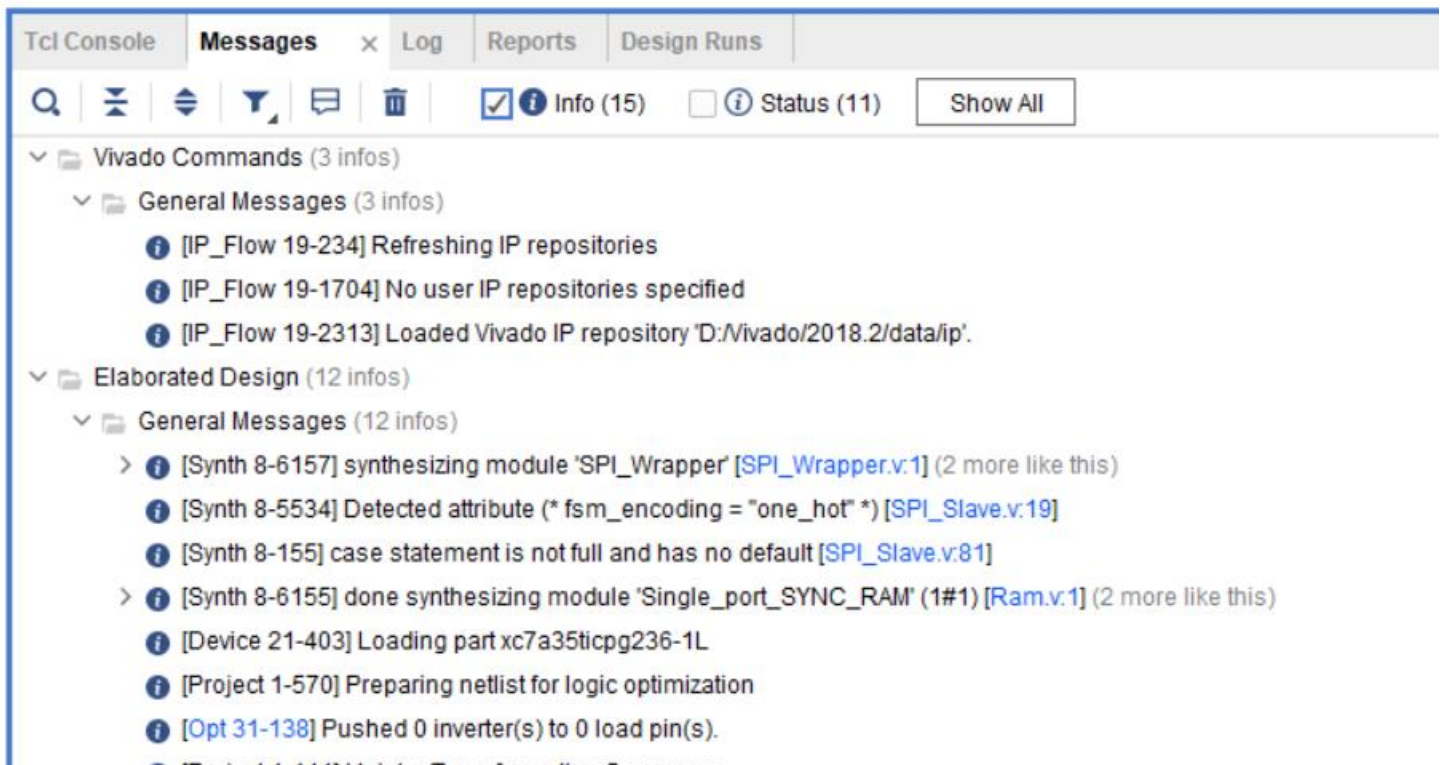 Tcl Console Messages × Log Reports Design Runs
Info (15) Status (11) Show All
Vivado Commands (3 infos)
General Messages (3 infos)
[IP_Flow 19-234] Refreshing IP repositories
[IP_Flow 19-1704] No user IP repositories specified
[IP_Flow 19-2313] Loaded Vivado IP repository 'D:/Vivado/2018.2/data/ip'.
Elaborated Design (12 infos)
General Messages (12 infos)
[Synth 8-6157] synthesizing module 'SPI_Wrapper' [SPI_Wrapper.v:1] (2 more like this)
[Synth 8-5534] Detected attribute (* fsm_encoding = "one_hot" *) [SPI_Slave.v:19]
[Synth 8-155] case statement is not full and has no default [SPI_Slave.v:81]
[Synth 8-6155] done synthesizing module 'Single_port_SYNC_RAM' (1#1) [Ram.v:1] (2 more like this)
[Device 21-403] Loading part xc7a35ticpg236-1L
[Project 1-570] Preparing netlist for logic optimization
[Opt 31-138] Pushed 0 inverter(s) to 0 load pin(s).